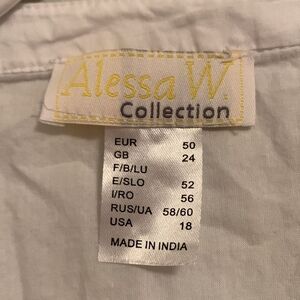 Alessa W.
Collection
EUR 50
GB 24
F/B/LU
E/SLO 52
I/RO 56
RUS/UA 58/60
USA 18
MADE IN INDIA